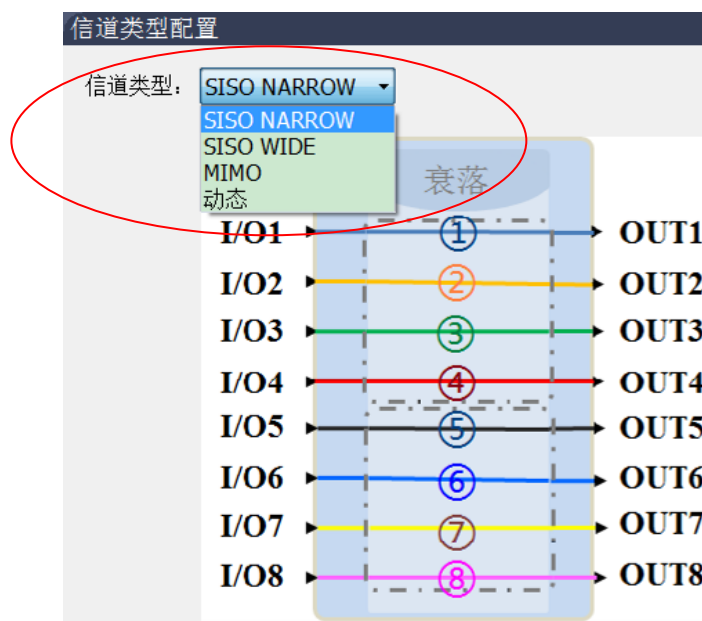 信道类型配置
信道类型： SISO NARROW
SISO NARROW
SISO WIDE
MIMO
动态
衰落
I/O1 ① OUT1
I/O2 ② OUT2
I/O3 ③ OUT3
I/O4 ④ OUT4
I/O5 ⑤ OUT5
I/O6 ⑥ OUT6
I/O7 ⑦ OUT7
I/O8 ⑧ OUT8